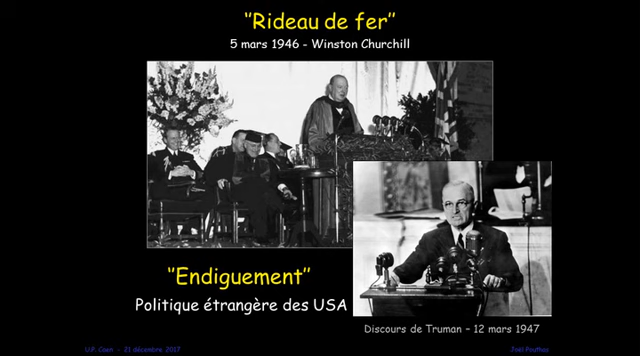 "Rideau de fer"
5 mars 1946 - Winston Churchill
"Endiguement"
Politique étrangère des USA
Discours de Truman – 12 mars 1947
U.P. Caen - 21 décembre 2017
Joël Pouthas